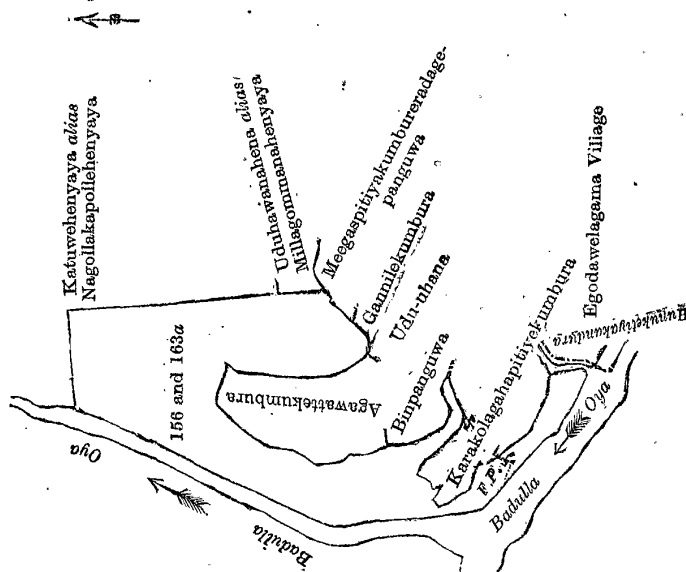 Katuwehenyaya alias
Nagollakapollehenyaya
Uduhawanahena alias
Millagommanahenyaya
Meegaspitiyakumbureradage-
panguwa
156 and 163a
Gannilekumbura
Udu-uhana
Agawattekumbura
Binpanguwa
Karakolagahapitiyekumbura
Egodawelagama Village
F.P.
Oya
Badulla
Oya
Badulla